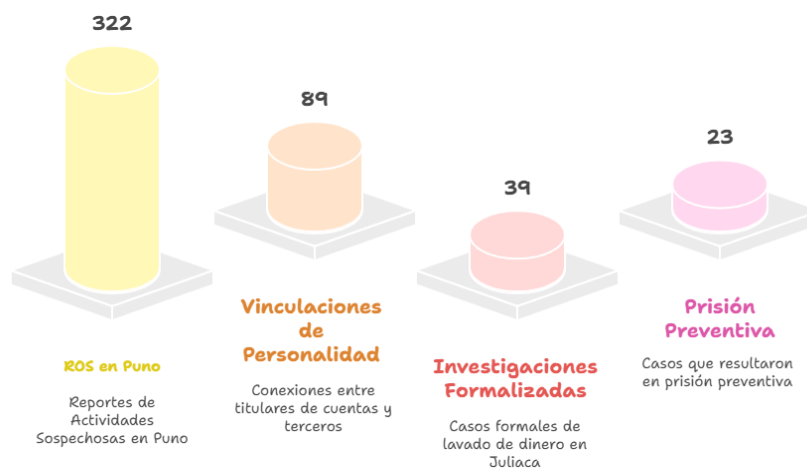 322
ROS en Puno
Reportes de
Actividades
Sospechosas en Puno
89
Vinculaciones
de
Personalidad
Conexiones entre
titulares de cuentas y
terceros
39
Investigaciones
Formalizadas
Casos formales de
lavado de dinero en
Juliaca
23
Prisión
Preventiva
Casos que resultaron
en prisión preventiva